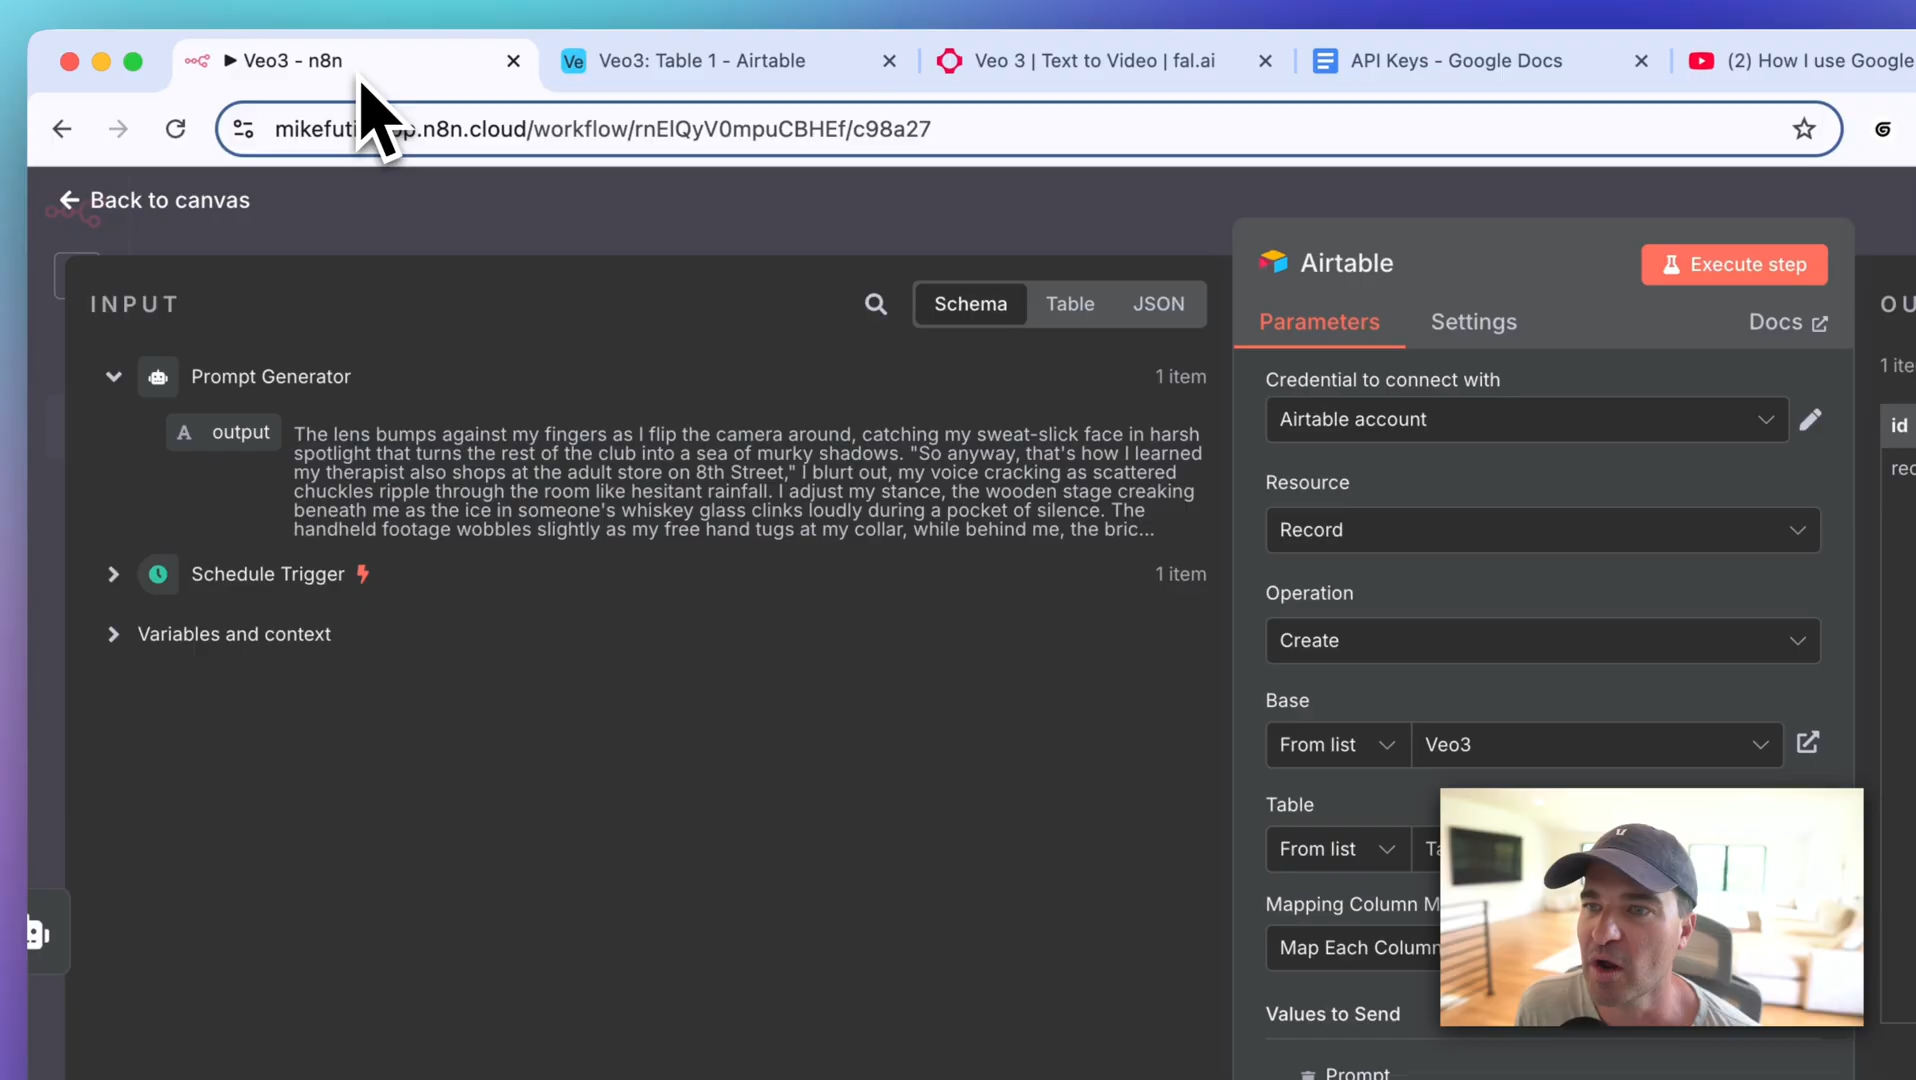 Veo3 - n8n
Ve
Veo3: Table 1 - Airtable
Veo 3 | Text to Video | fal.ai
API Keys - Google Docs
(2) How I use Google
.n8n.cloud/workflow/rnElQyV0mpuCBHEf/c98a27
Back to canvas
INPUT
Schema
Table
JSON
Prompt Generator
1 item
A output
The lens bumps against my fingers as I flip the camera around, catching my sweat-slick face in harsh
spotlight that turns the rest of the club into a sea of murky shadows. "So anyway, that's how I learned
my therapist also shops at the adult store on 8th Street," I blurt out, my voice cracking as scattered
chuckles ripple through the room like hesitant rainfall. I adjust my stance, the wooden stage creaking
beneath me as the ice in someone's whiskey glass clinks loudly during a pocket of silence. The
handheld footage wobbles slightly as my free hand tugs at my collar, while behind me, the bric...
Schedule Trigger
1 item
Variables and context
Airtable
Execute step
Parameters
Settings
Docs
Credential to connect with
Airtable account
Resource
Record
Operation
Create
Base
From list
Veo3
Table
From list
Mapping Column M
Map Each Column
Values to Send
Prompt
OU
1 ite
id
rec